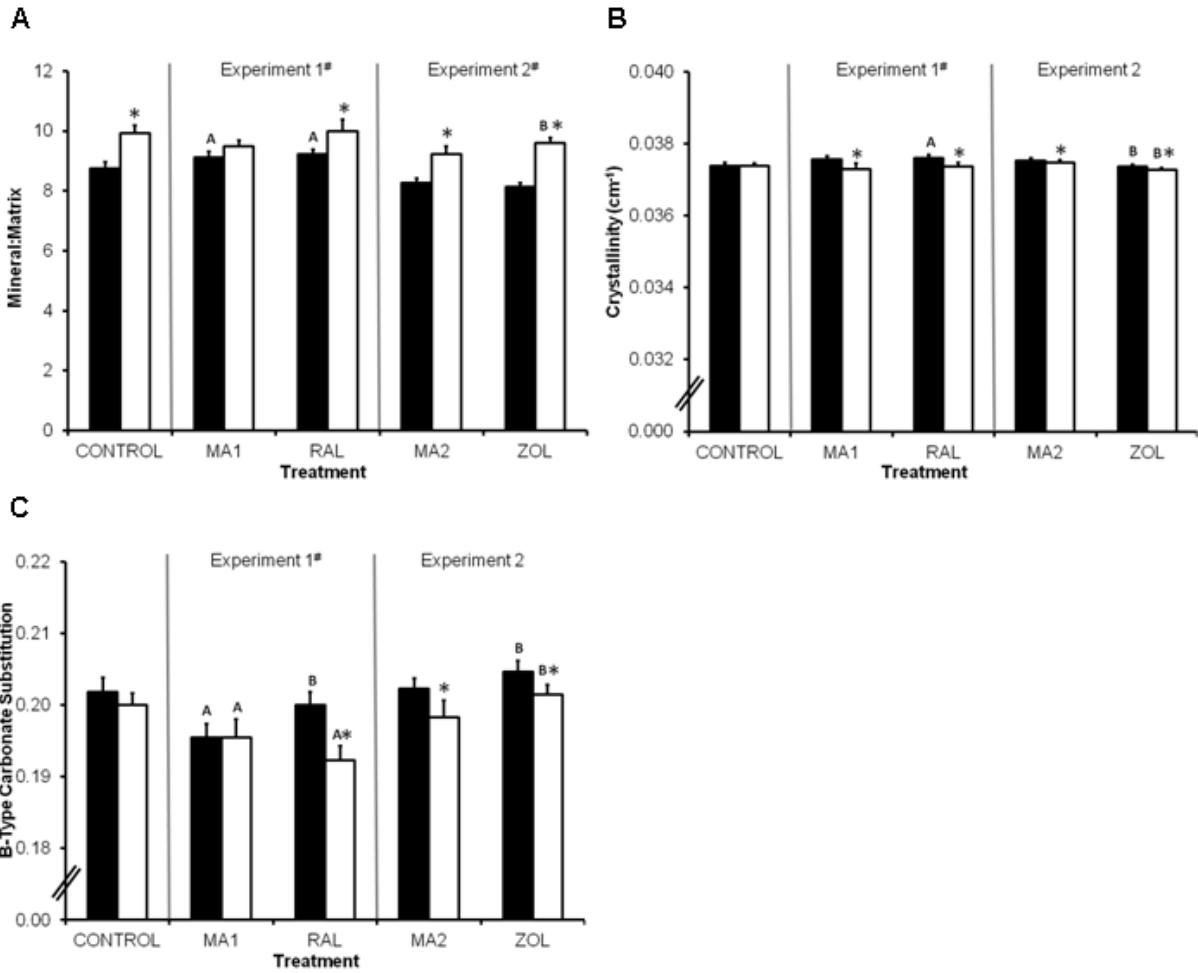 A
Experiment 1#
Experiment 2#
12
10
8
6
4
2
0
Mineral:Matrix
*
A
A
*
*
B*
CONTROL
MA1
RAL
MA2
ZOL
Treatment
B
Experiment 1#
Experiment 2
0.040
0.038
0.036
0.034
0.032
0.000
Crystallinity (cm-1)
*
A
*
*
B
B*
CONTROL
MA1
RAL
MA2
ZOL
Treatment
C
Experiment 1#
Experiment 2
0.22
0.21
0.20
0.19
0.18
0.00
B-Type Carbonate Substitution
A
A
B
A*
*
B
B*
CONTROL
MA1
RAL
MA2
ZOL
Treatment